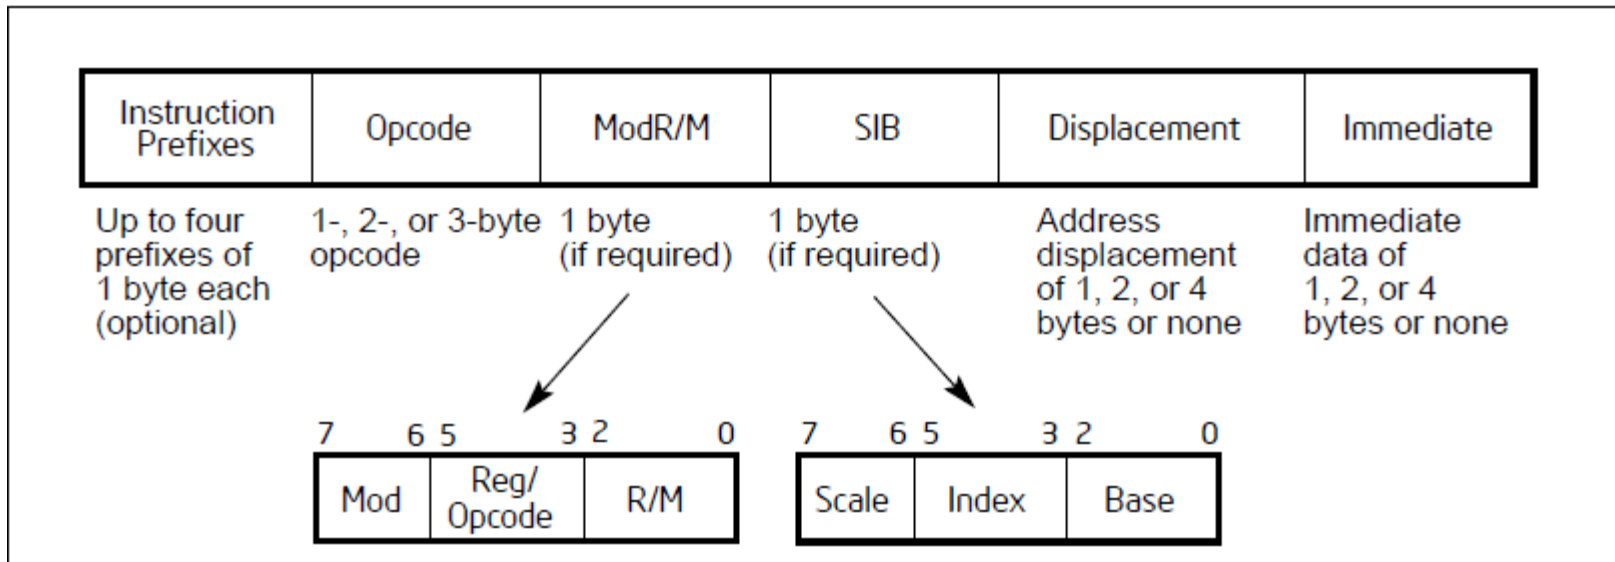 Instruction
Prefixes
Opcode
ModR/M
SIB
Displacement
Immediate
Up to four
prefixes of
1 byte each
(optional)
1-, 2-, or 3-byte
opcode
1 byte
(if required)
1 byte
(if required)
Address
displacement
of 1, 2, or 4
bytes or none
Immediate
data of
1, 2, or 4
bytes or none
7 6 5 3 2 0
Mod
Reg/
Opcode
R/M
7 6 5 3 2 0
Scale
Index
Base